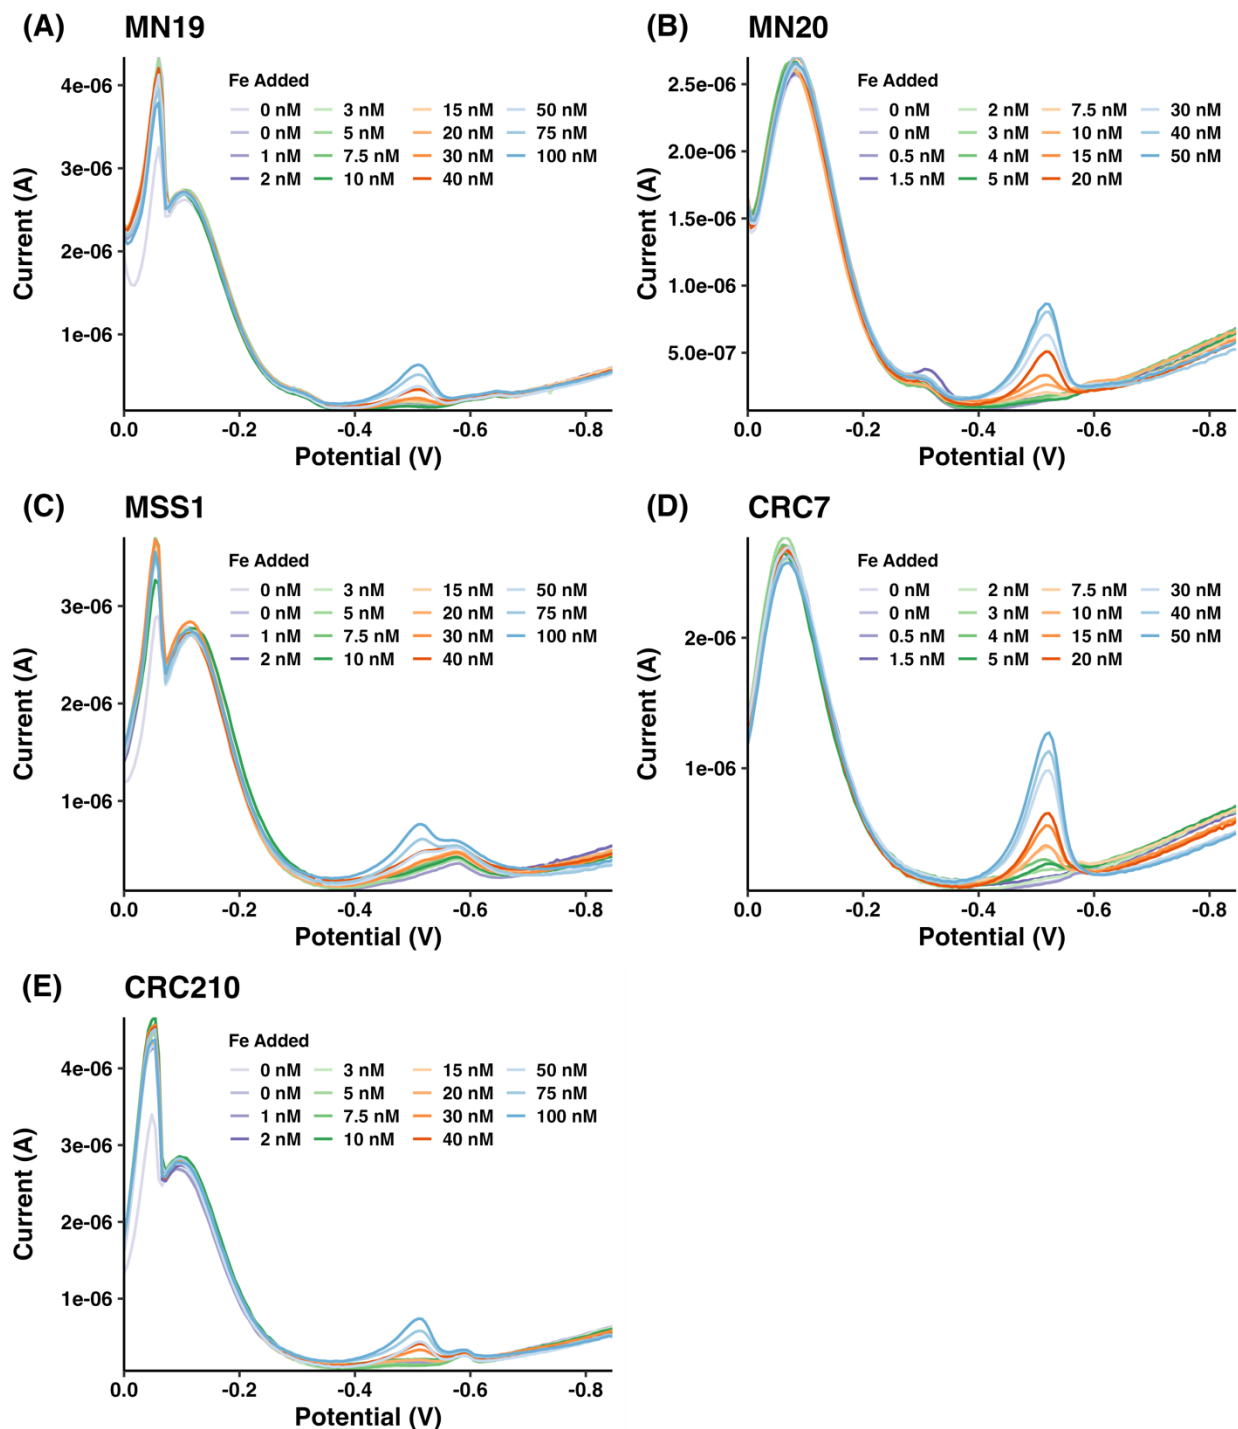 (A) MN19
Fe Added
0 nM 3 nM 15 nM 50 nM
0 nM 5 nM 20 nM 75 nM
1 nM 7.5 nM 30 nM 100 nM
2 nM 10 nM 40 nM
4e-06
3e-06
2e-06
1e-06
Current (A)
0.0 -0.2 -0.4 -0.6 -0.8
Potential (V)
(B) MN20
Fe Added
0 nM 2 nM 7.5 nM 30 nM
0 nM 3 nM 10 nM 40 nM
0.5 nM 4 nM 15 nM 50 nM
1.5 nM 5 nM 20 nM
2.5e-06
2.0e-06
1.5e-06
1.0e-06
5.0e-07
Current (A)
0.0 -0.2 -0.4 -0.6 -0.8
Potential (V)
(C) MSS1
Fe Added
0 nM 3 nM 15 nM 50 nM
0 nM 5 nM 20 nM 75 nM
1 nM 7.5 nM 30 nM 100 nM
2 nM 10 nM 40 nM
3e-06
2e-06
1e-06
Current (A)
0.0 -0.2 -0.4 -0.6 -0.8
Potential (V)
(D) CRC7
Fe Added
0 nM 2 nM 7.5 nM 30 nM
0 nM 3 nM 10 nM 40 nM
0.5 nM 4 nM 15 nM 50 nM
1.5 nM 5 nM 20 nM
2e-06
1e-06
Current (A)
0.0 -0.2 -0.4 -0.6 -0.8
Potential (V)
(E) CRC210
Fe Added
0 nM 3 nM 15 nM 50 nM
0 nM 5 nM 20 nM 75 nM
1 nM 7.5 nM 30 nM 100 nM
2 nM 10 nM 40 nM
4e-06
3e-06
2e-06
1e-06
Current (A)
0.0 -0.2 -0.4 -0.6 -0.8
Potential (V)